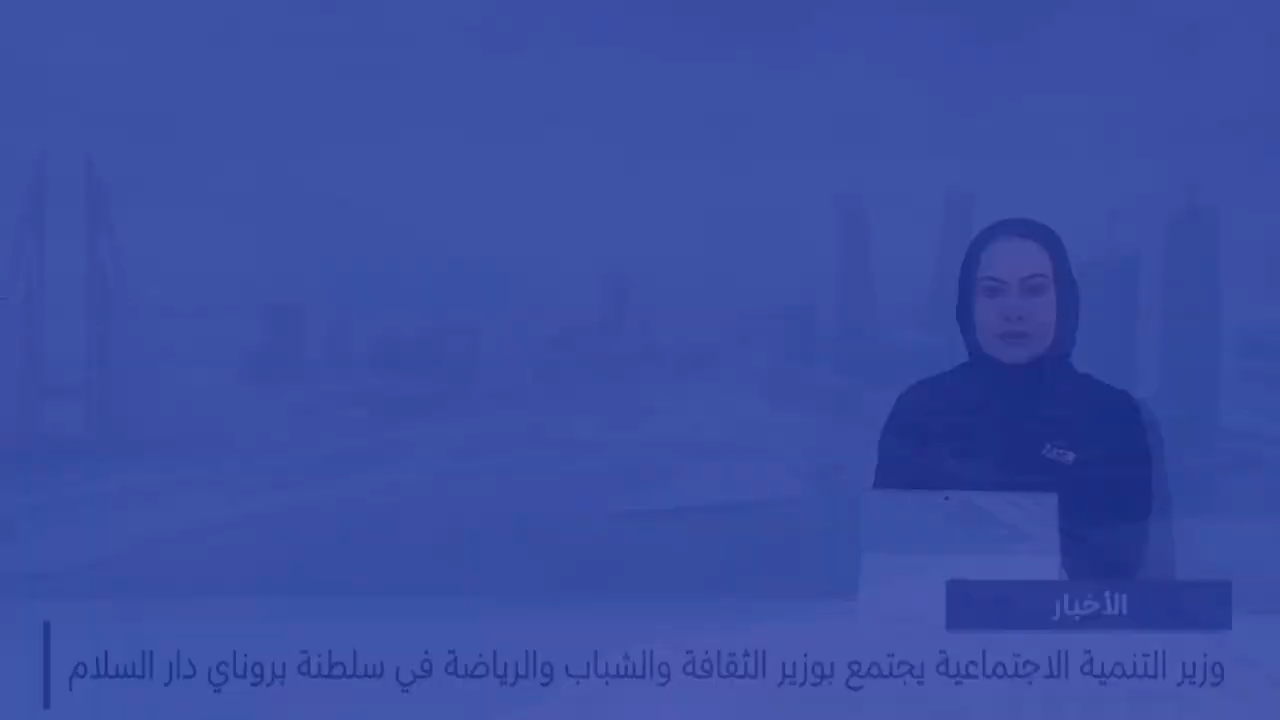 الأخبار
وزير التنمية الاجتماعية يجتمع بوزير الثقافة والشباب والرياضة في سلطنة بروناي دار السلام